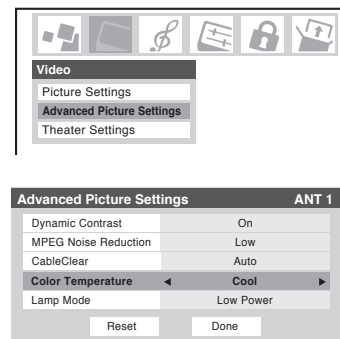 Video
Picture Settings
Advanced Picture Settings
Theater Settings
Advanced Picture Settings ANT 1
Dynamic Contrast On
MPEG Noise Reduction Low
CableClear Auto
Color Temperature ◀ Cool ▶
Lamp Mode Low Power
Reset Done